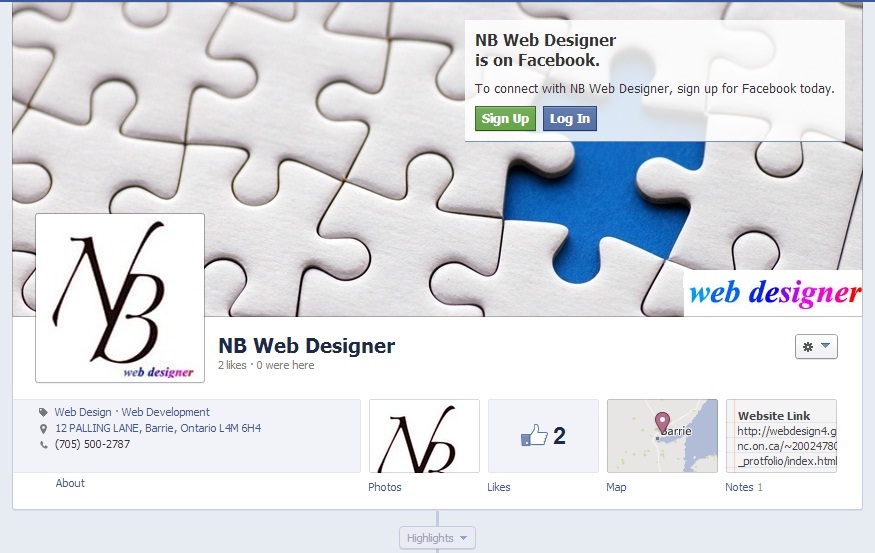 NB Web Designer
is on Facebook.
To connect with NB Web Designer, sign up for Facebook today.
Sign Up Log In
web designer
NB
web designer
NB Web Designer
2 likes · 0 were here
Web Design · Web Development
12 PALLING LANE, Barrie, Ontario L4M 6H4
(705) 500-2787
About
NB
Photos
2
Likes
Barrie
Map
Website Link
http://webdesign4.g
nc.on.ca/~20024780
_protfolio/index.html
Notes 1
Highlights